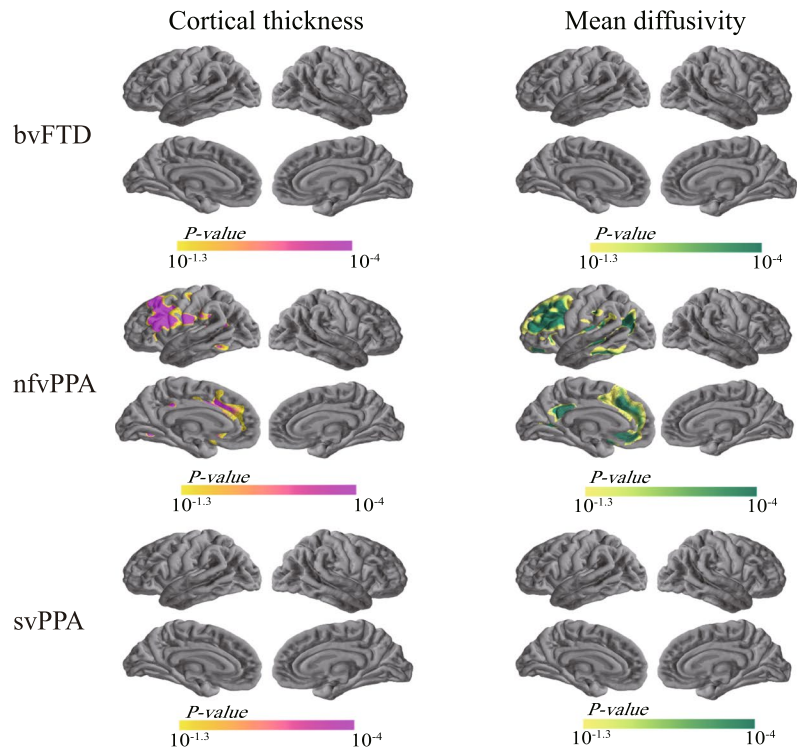 Cortical thickness Mean diffusivity
bvFTD
P-value P-value
10-1.3 10-4 10-1.3 10-4
nfvPPA
P-value P-value
10-1.3 10-4 10-1.3 10-4
svPPA
P-value P-value
10-1.3 10-4 10-1.3 10-4